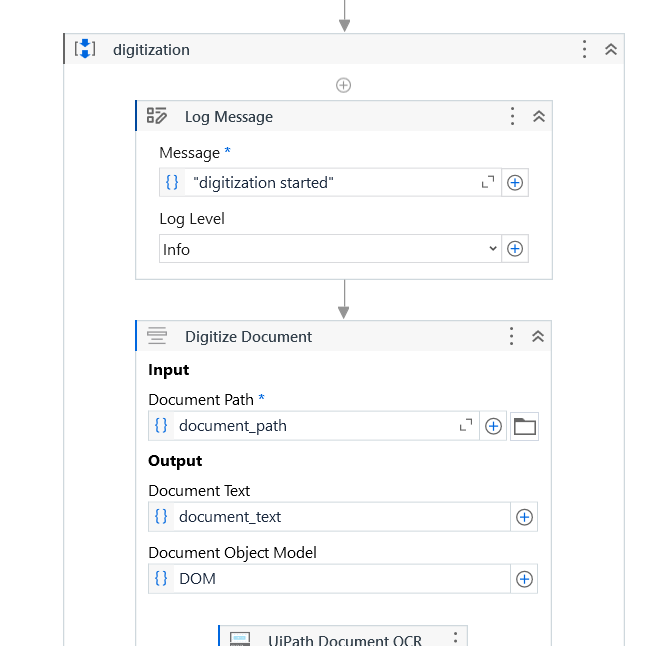 digitization
Log Message
Message *
"digitization started"
Log Level
Info
Digitize Document
Input
Document Path *
document_path
Output
Document Text
document_text
Document Object Model
DOM
UiPath Document OCR